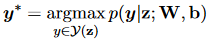 y* = argmax p(y|z; W, b)
y∈𝒴(z)